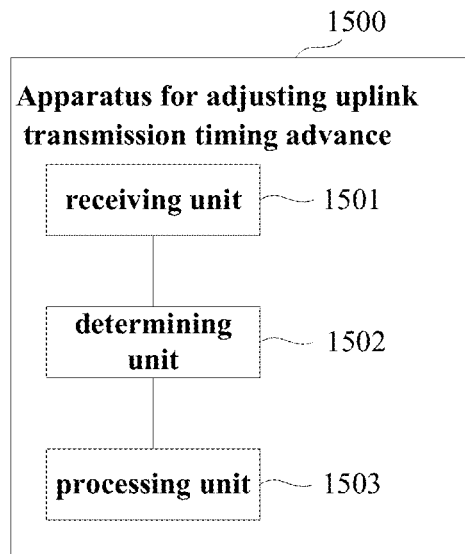 1500
Apparatus for adjusting uplink
transmission timing advance
receiving unit
1501
determining
unit
1502
processing unit
1503